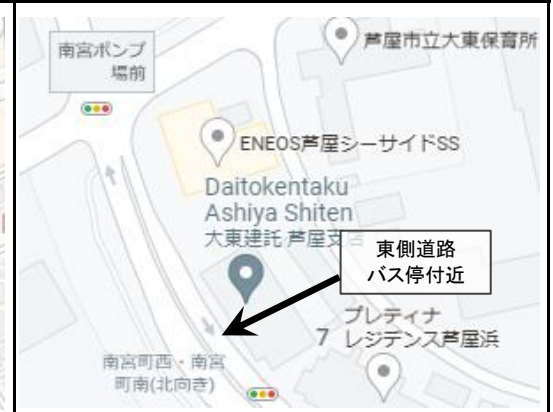 南宮ポンプ
場前
芦屋市立大東保育所
ENEOS芦屋シーサイドSS
Daitokentaku
Ashiya Shiten
大東建託 芦屋支店
東側道路
バス停付近
プレティナ
7 レジデンス芦屋浜
南宮町西・南宮
町南(北向き)